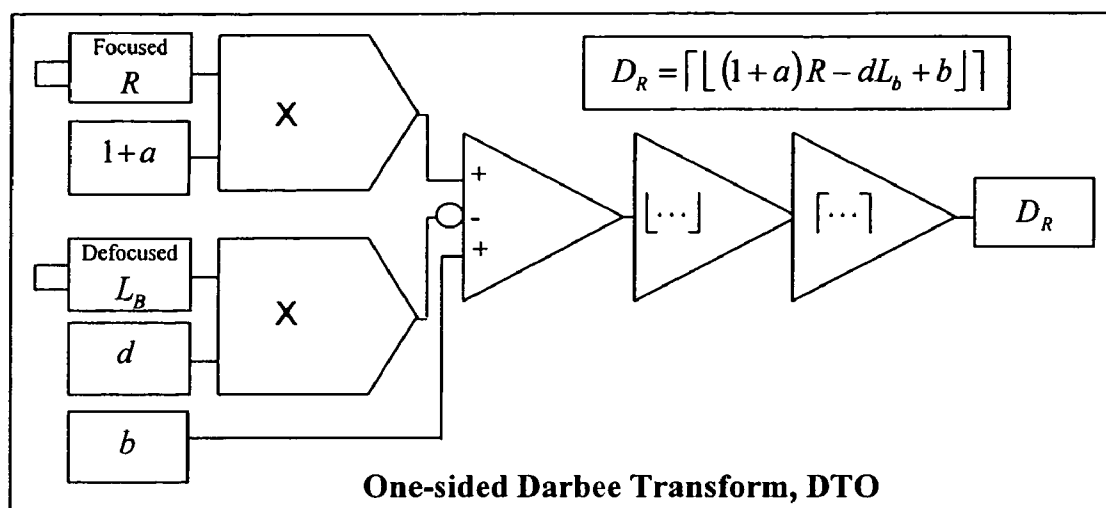 Focused
R
1+a
X
D_R = ⌈⌊(1+a)R − dL_b + b⌋⌉
+
-
+
⌊…⌋
⌈…⌉
D_R
Defocused
L_B
d
X
b
One-sided Darbee Transform, DTO